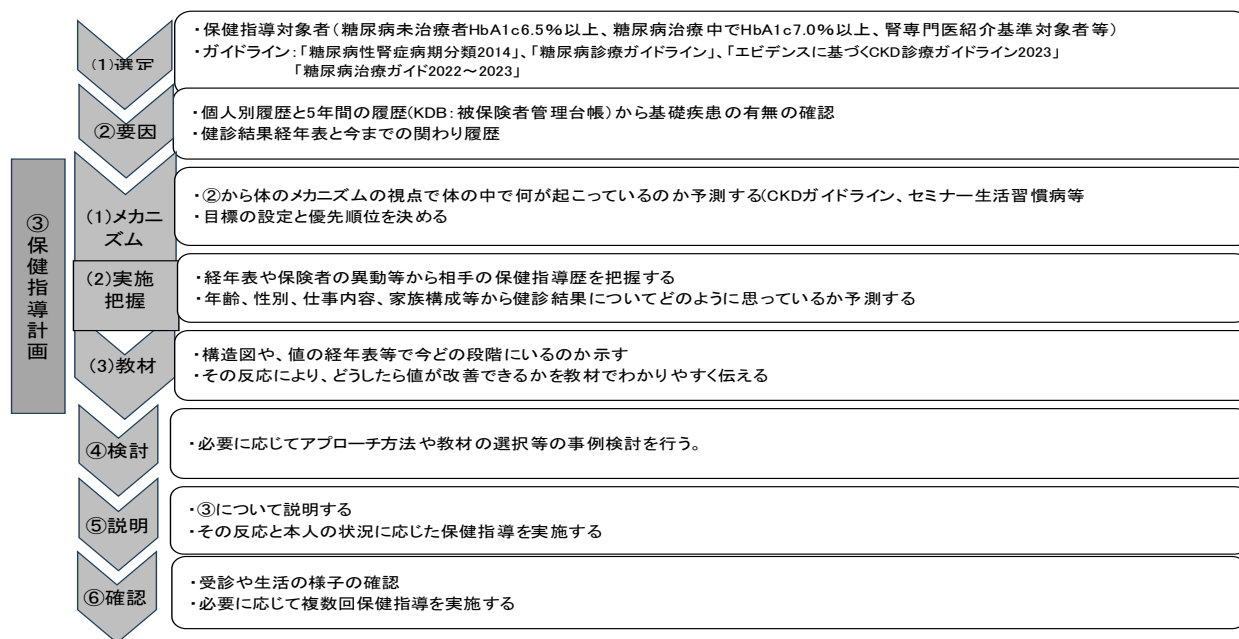 (1)選定
・保健指導対象者(糖尿病未治療者HbA1c6.5%以上、糖尿病治療中でHbA1c7.0%以上、腎専門医紹介基準対象者等)
・ガイドライン:「糖尿病性腎症病期分類2014」、「糖尿病診療ガイドライン」、「エビデンスに基づくCKD診療ガイドライン2023」
「糖尿病治療ガイド2022～2023」
②要因
・個人別履歴と5年間の履歴(KDB:被保険者管理台帳)から基礎疾患の有無の確認
・健診結果経年表と今までの関わり履歴
③保健指導計画
(1)メカニ
ズム
・②から体のメカニズムの視点で体の中で何が起こっているのか予測する(CKDガイドライン、セミナー生活習慣病等
・目標の設定と優先順位を決める
(2)実施
把握
・経年表や保険者の異動等から相手の保健指導歴を把握する
・年齢、性別、仕事内容、家族構成等から健診結果についてどのように思っているか予測する
(3)教材
・構造図や、値の経年表等で今どの段階にいるのか示す
・その反応により、どうしたら値が改善できるかを教材でわかりやすく伝える
④検討
・必要に応じてアプローチ方法や教材の選択等の事例検討を行う。
⑤説明
・③について説明する
・その反応と本人の状況に応じた保健指導を実施する
⑥確認
・受診や生活の様子の確認
・必要に応じて複数回保健指導を実施する